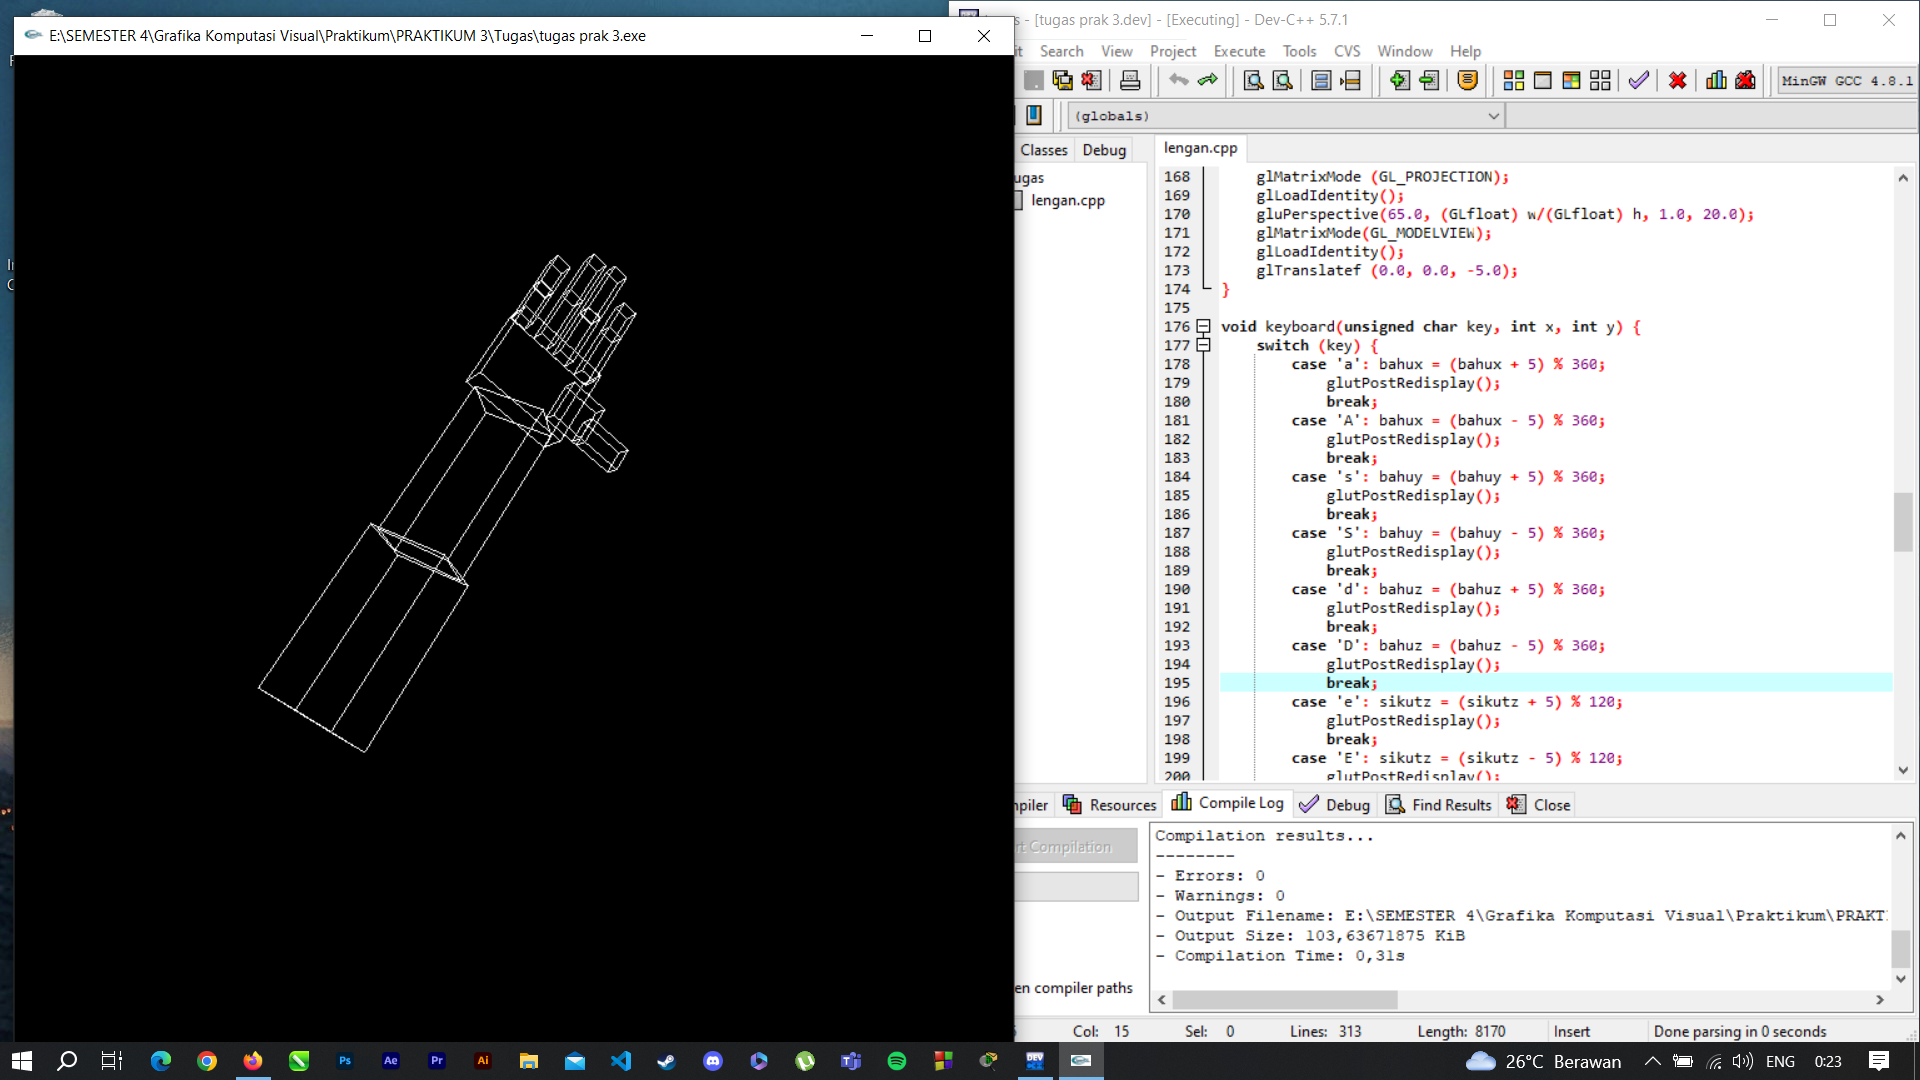 E:\SEMESTER 4\Grafika Komputasi Visual\Praktikum\PRAKTIKUM 3\Tugas\tugas prak 3.exe
- [tugas prak 3.dev] - [Executing] - Dev-C++ 5.7.1
Search View Project Execute Tools CVS Window Help
MinGW GCC 4.8.1
(globals)
Classes Debug
lengan.cpp
ugas
lengan.cpp
168 glMatrixMode (GL_PROJECTION);
169 glLoadIdentity();
170 gluPerspective(65.0, (GLfloat) w/(GLfloat) h, 1.0, 20.0);
171 glMatrixMode(GL_MODELVIEW);
172 glLoadIdentity();
173 glTranslatef (0.0, 0.0, -5.0);
174 }
175
176 void keyboard(unsigned char key, int x, int y) {
177 switch (key) {
178 case 'a': bahux = (bahux + 5) % 360;
179 glutPostRedisplay();
180 break;
181 case 'A': bahux = (bahux - 5) % 360;
182 glutPostRedisplay();
183 break;
184 case 's': bahuy = (bahuy + 5) % 360;
185 glutPostRedisplay();
186 break;
187 case 'S': bahuy = (bahuy - 5) % 360;
188 glutPostRedisplay();
189 break;
190 case 'd': bahuz = (bahuz + 5) % 360;
191 glutPostRedisplay();
192 break;
193 case 'D': bahuz = (bahuz - 5) % 360;
194 glutPostRedisplay();
195 break;
196 case 'e': sikutz = (sikutz + 5) % 120;
197 glutPostRedisplay();
198 break;
199 case 'E': sikutz = (sikutz - 5) % 120;
200 glutPostRedisplay();
mpiler Resources Compile Log Debug Find Results Close
rt Compilation
en compiler paths
Compilation results...
--------
- Errors: 0
- Warnings: 0
- Output Filename: E:\SEMESTER 4\Grafika Komputasi Visual\Praktikum\PRAKT
- Output Size: 103,63671875 KiB
- Compilation Time: 0,31s
Col: 15 Sel: 0 Lines: 313 Length: 8170 Insert Done parsing in 0 seconds
Ps Ae Pr Ai DEV
26°C Berawan ENG 0:23